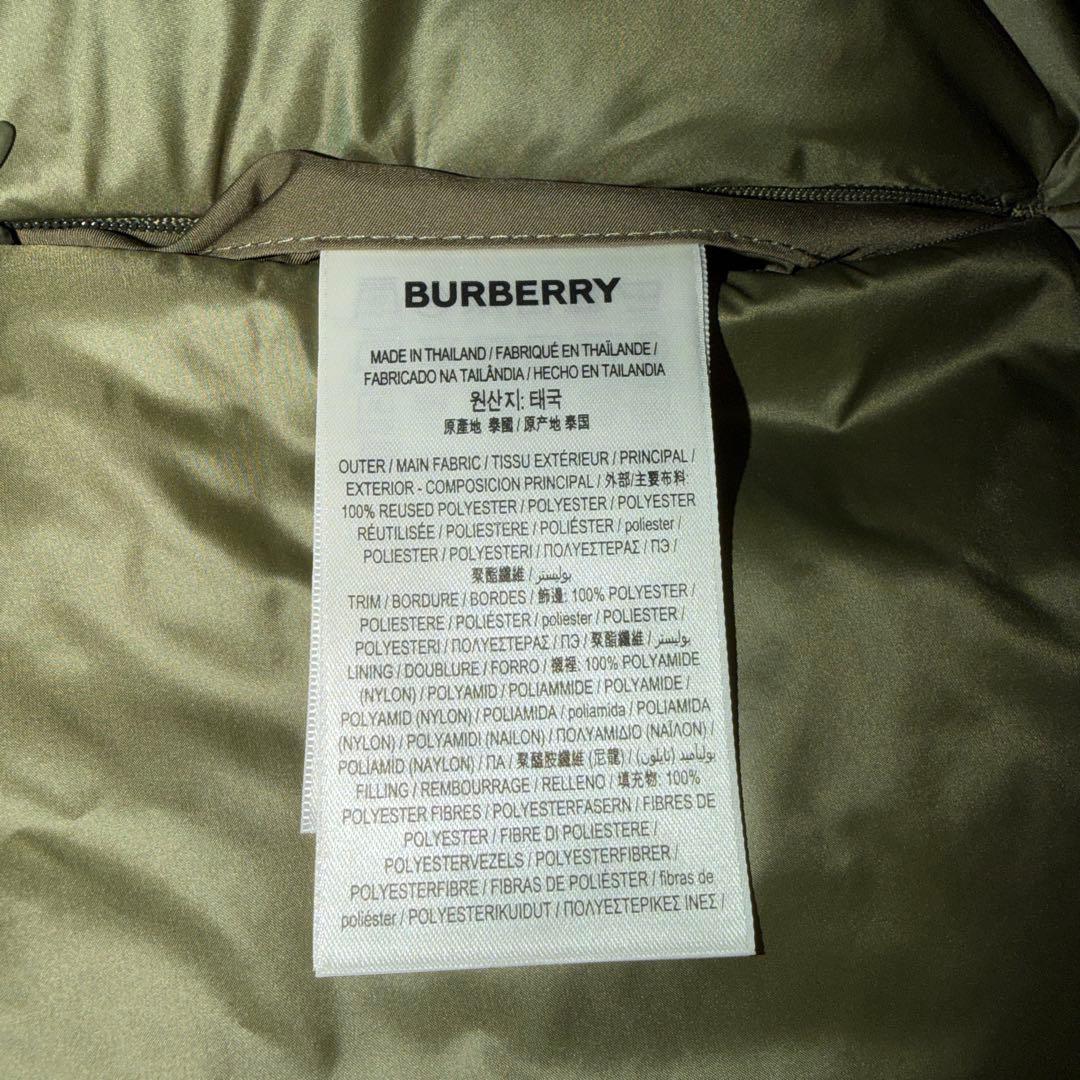 BURBERRY
MADE IN THAILAND / FABRIQUÉ EN THAÏLANDE /
FABRICADO NA TAILÂNDIA / HECHO EN TAILANDIA
원산지: 태국
原產地 泰國 / 原产地 泰国
OUTER / MAIN FABRIC / TISSU EXTÉRIEUR / PRINCIPAL /
EXTERIOR - COMPOSICION PRINCIPAL / 外部/主要布料:
100% REUSED POLYESTER / POLYESTER / POLYESTER
RÉUTILISÉE / POLIESTERE / POLIÉSTER / poliester /
POLIESTER / POLYESTERI / ΠΟΛΥΕΣΤΕΡΑΣ / ПЭ /
聚酯纖維 / بوليستر
TRIM / BORDURE / BORDES / 飾邊: 100% POLYESTER /
POLIESTERE / POLIÉSTER / poliester / POLIESTER /
POLYESTERI / ΠΟΛΥΕΣΤΕΡΑΣ / ПЭ / 聚酯纖維 / بوليستر
LINING / DOUBLURE / FORRO / 襯裡: 100% POLYAMIDE
(NYLON) / POLYAMID / POLIAMMIDE / POLYAMIDE /
POLYAMID (NYLON) / POLIAMIDA / poliamida / POLIAMIDA
(NYLON) / POLYAMIDI (NAILON) / ΠΟΛΥΑΜΙΔΙΟ (ΝΑΪΛΟΝ) /
POLIAMID (NAYLON) / ПА / 聚醯胺纖維 (尼龍) / بولياميد (نايلون) /
FILLING / REMBOURRAGE / RELLENO / 填充物: 100%
POLYESTER FIBRES / POLYESTERFASERN / FIBRES DE
POLYESTER / FIBRE DI POLIESTERE /
POLYESTERVEZELS / POLYESTERFIBRER /
POLYESTERFIBRE / FIBRAS DE POLIÉSTER / fibras de
poliéster / POLYESTERIKUIDUT / ΠΟΛΥΕΣΤΕΡΙΚΕΣ ΙΝΕΣ /